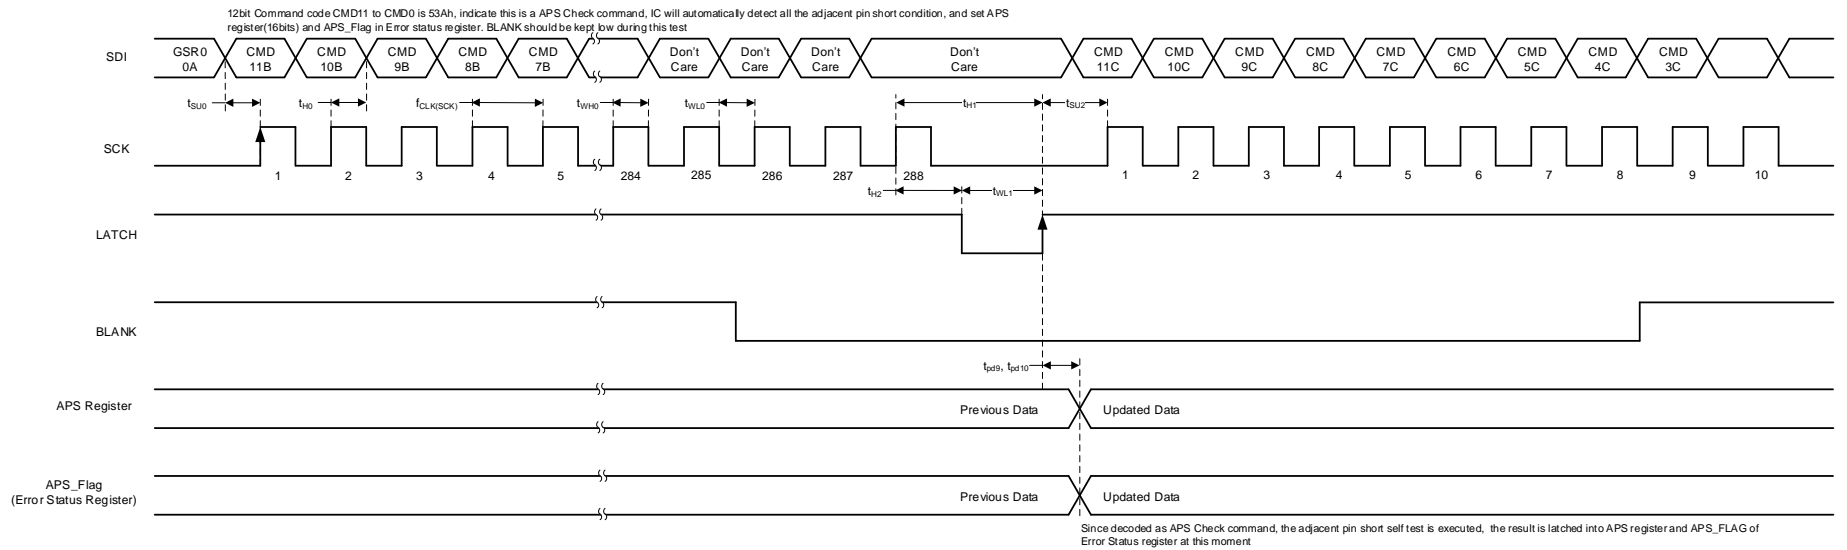 12bit Command code CMD11 to CMD0 is 53Ah, indicate this is a APS Check command, IC will automatically detect all the adjacent pin short condition, and set APS
register(16bits) and APS_Flag in Error status register. BLANK should be kept low during this test
SDI
GSR0 0A
CMD 11B
CMD 10B
CMD 9B
CMD 8B
CMD 7B
Don't Care
Don't Care
Don't Care
Don't Care
CMD 11C
CMD 10C
CMD 9C
CMD 8C
CMD 7C
CMD 6C
CMD 5C
CMD 4C
CMD 3C
tSU0
tH0
fCLK(SCK)
tWH0
tWL0
tH1
tSU2
SCK
1 2 3 4 5 284 285 286 287 288 1 2 3 4 5 6 7 8 9 10
tH2
tWL1
LATCH
BLANK
tpd9, tpd10
APS Register
Previous Data
Updated Data
APS_Flag
(Error Status Register)
Previous Data
Updated Data
Since decoded as APS Check command, the adjacent pin short self test is executed, the result is latched into APS register and APS_FLAG of
Error Status register at this moment